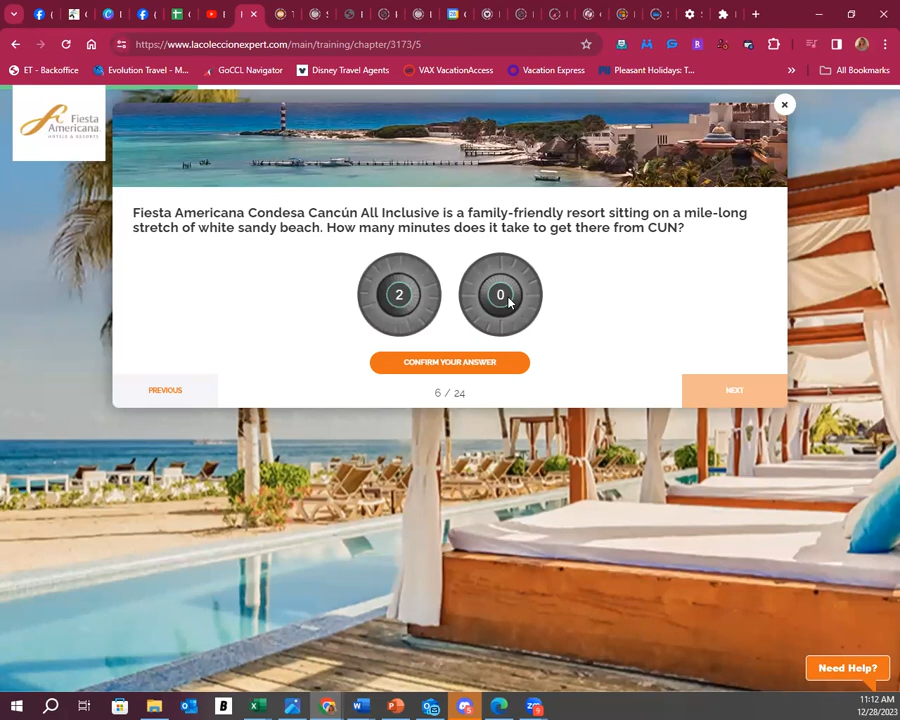 https://www.lacoleccionexpert.com/main/training/chapter/3173/5
ET - Backoffice
Evolution Travel - M...
GoCCL Navigator
Disney Travel Agents
VAX VacationAccess
Vacation Express
Pleasant Holidays: T...
»
All Bookmarks
Fiesta
Americana
HOTELS & RESORTS
Fiesta Americana Condesa Cancún All Inclusive is a family-friendly resort sitting on a mile-long
stretch of white sandy beach. How many minutes does it take to get there from CUN?
2 0
CONFIRM YOUR ANSWER
PREVIOUS
6 / 24
NEXT
Need Help?
11:12 AM
12/28/2023